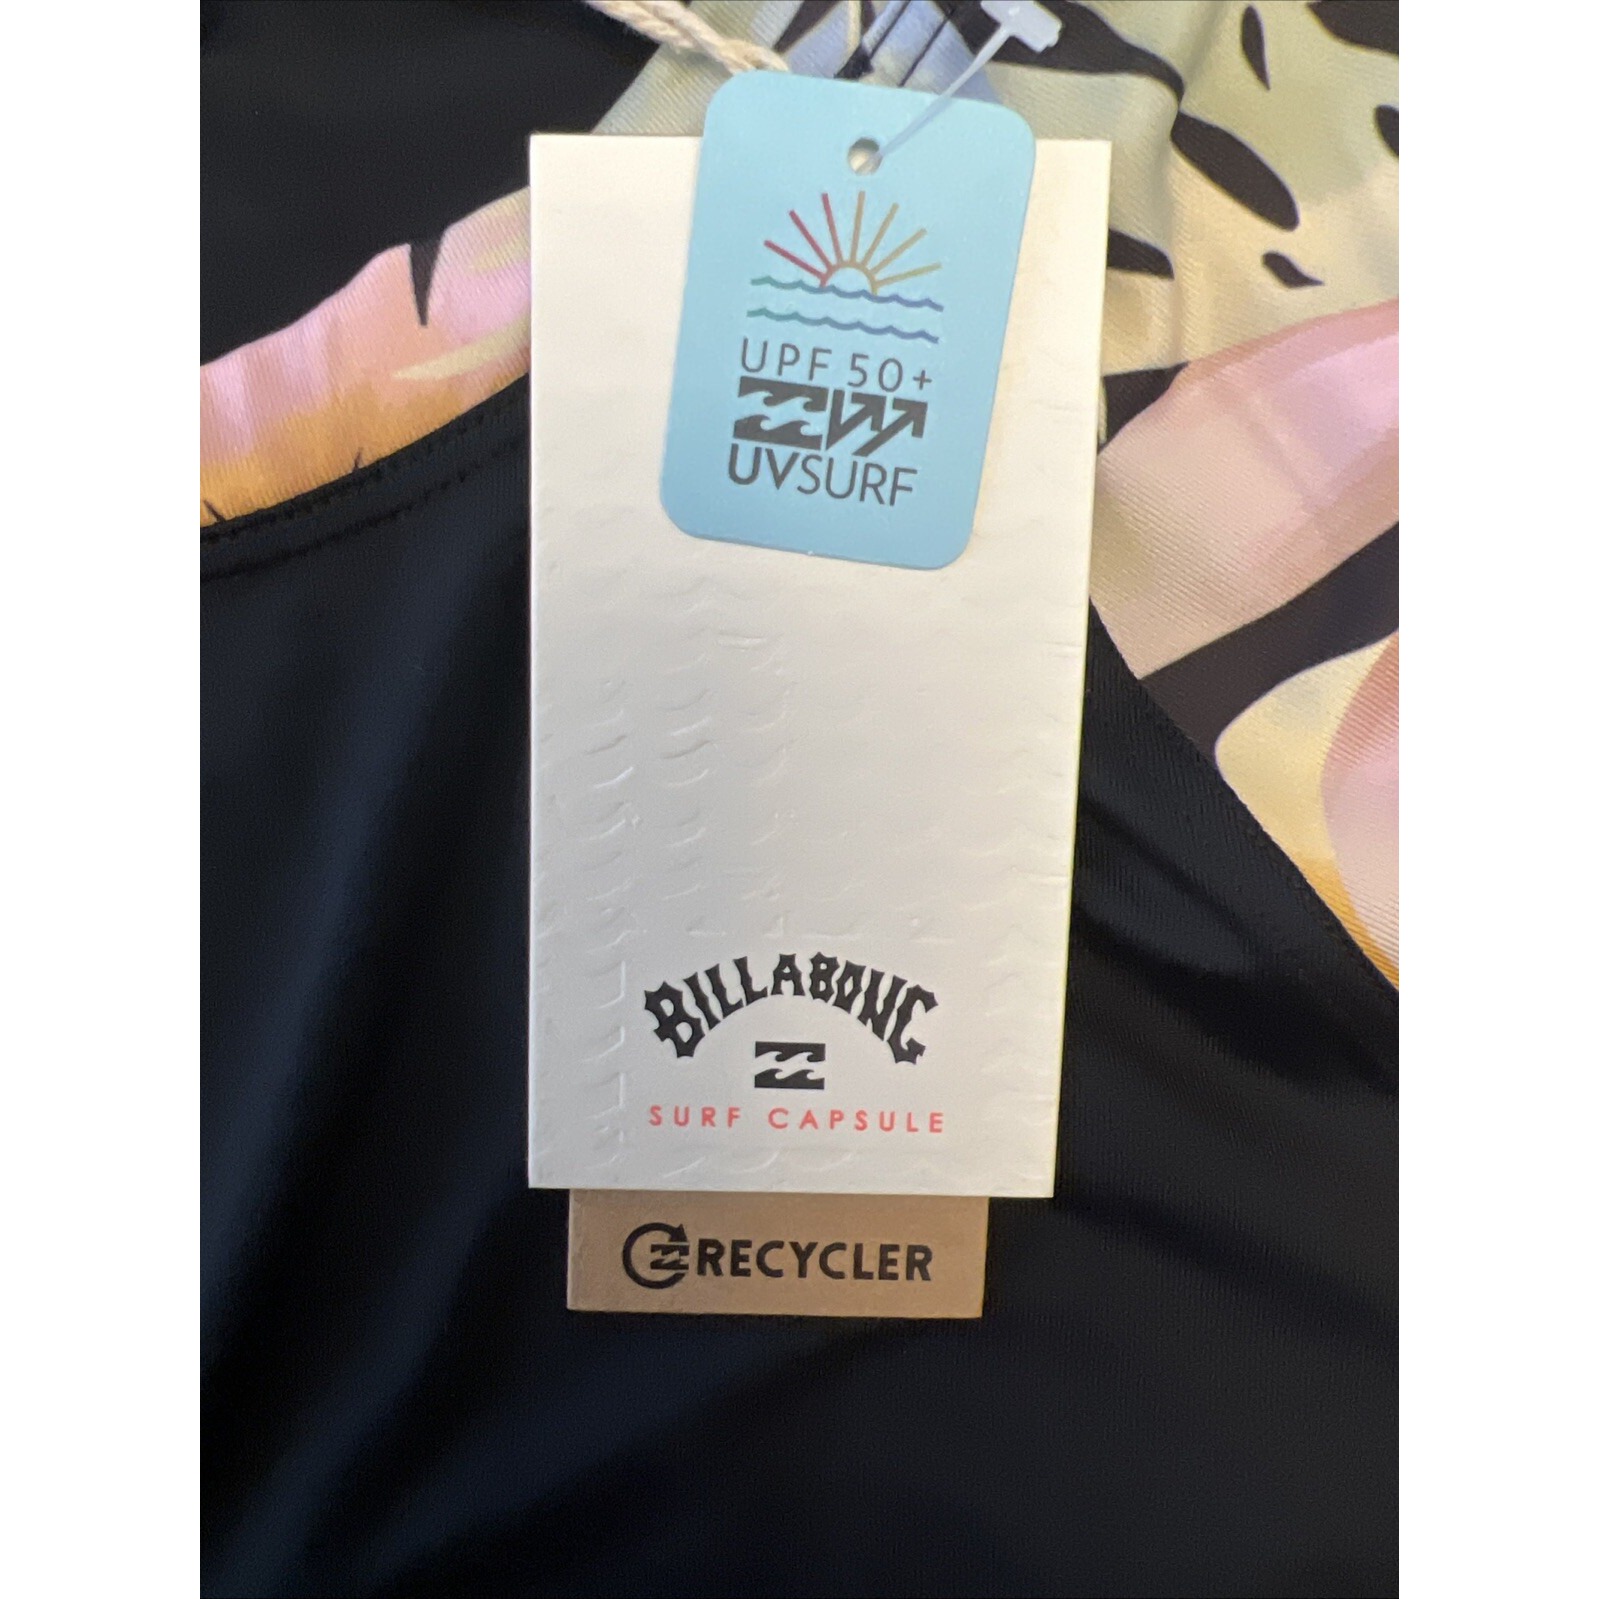 UPF 50+
UVSURF
BILLABONG
SURF CAPSULE
RECYCLER